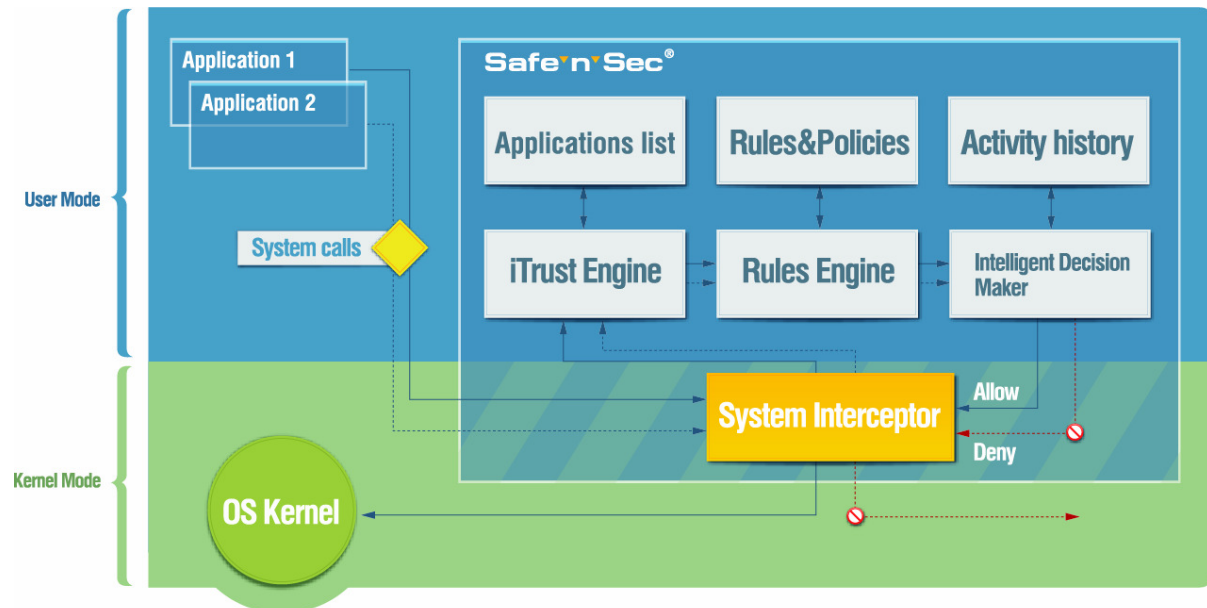 Application 1
Application 2
Safe'n'Sec®
Applications list
Rules&Policies
Activity history
User Mode
System calls
iTrust Engine
Rules Engine
Intelligent Decision
Maker
System Interceptor
Allow
Deny
Kernel Mode
OS Kernel